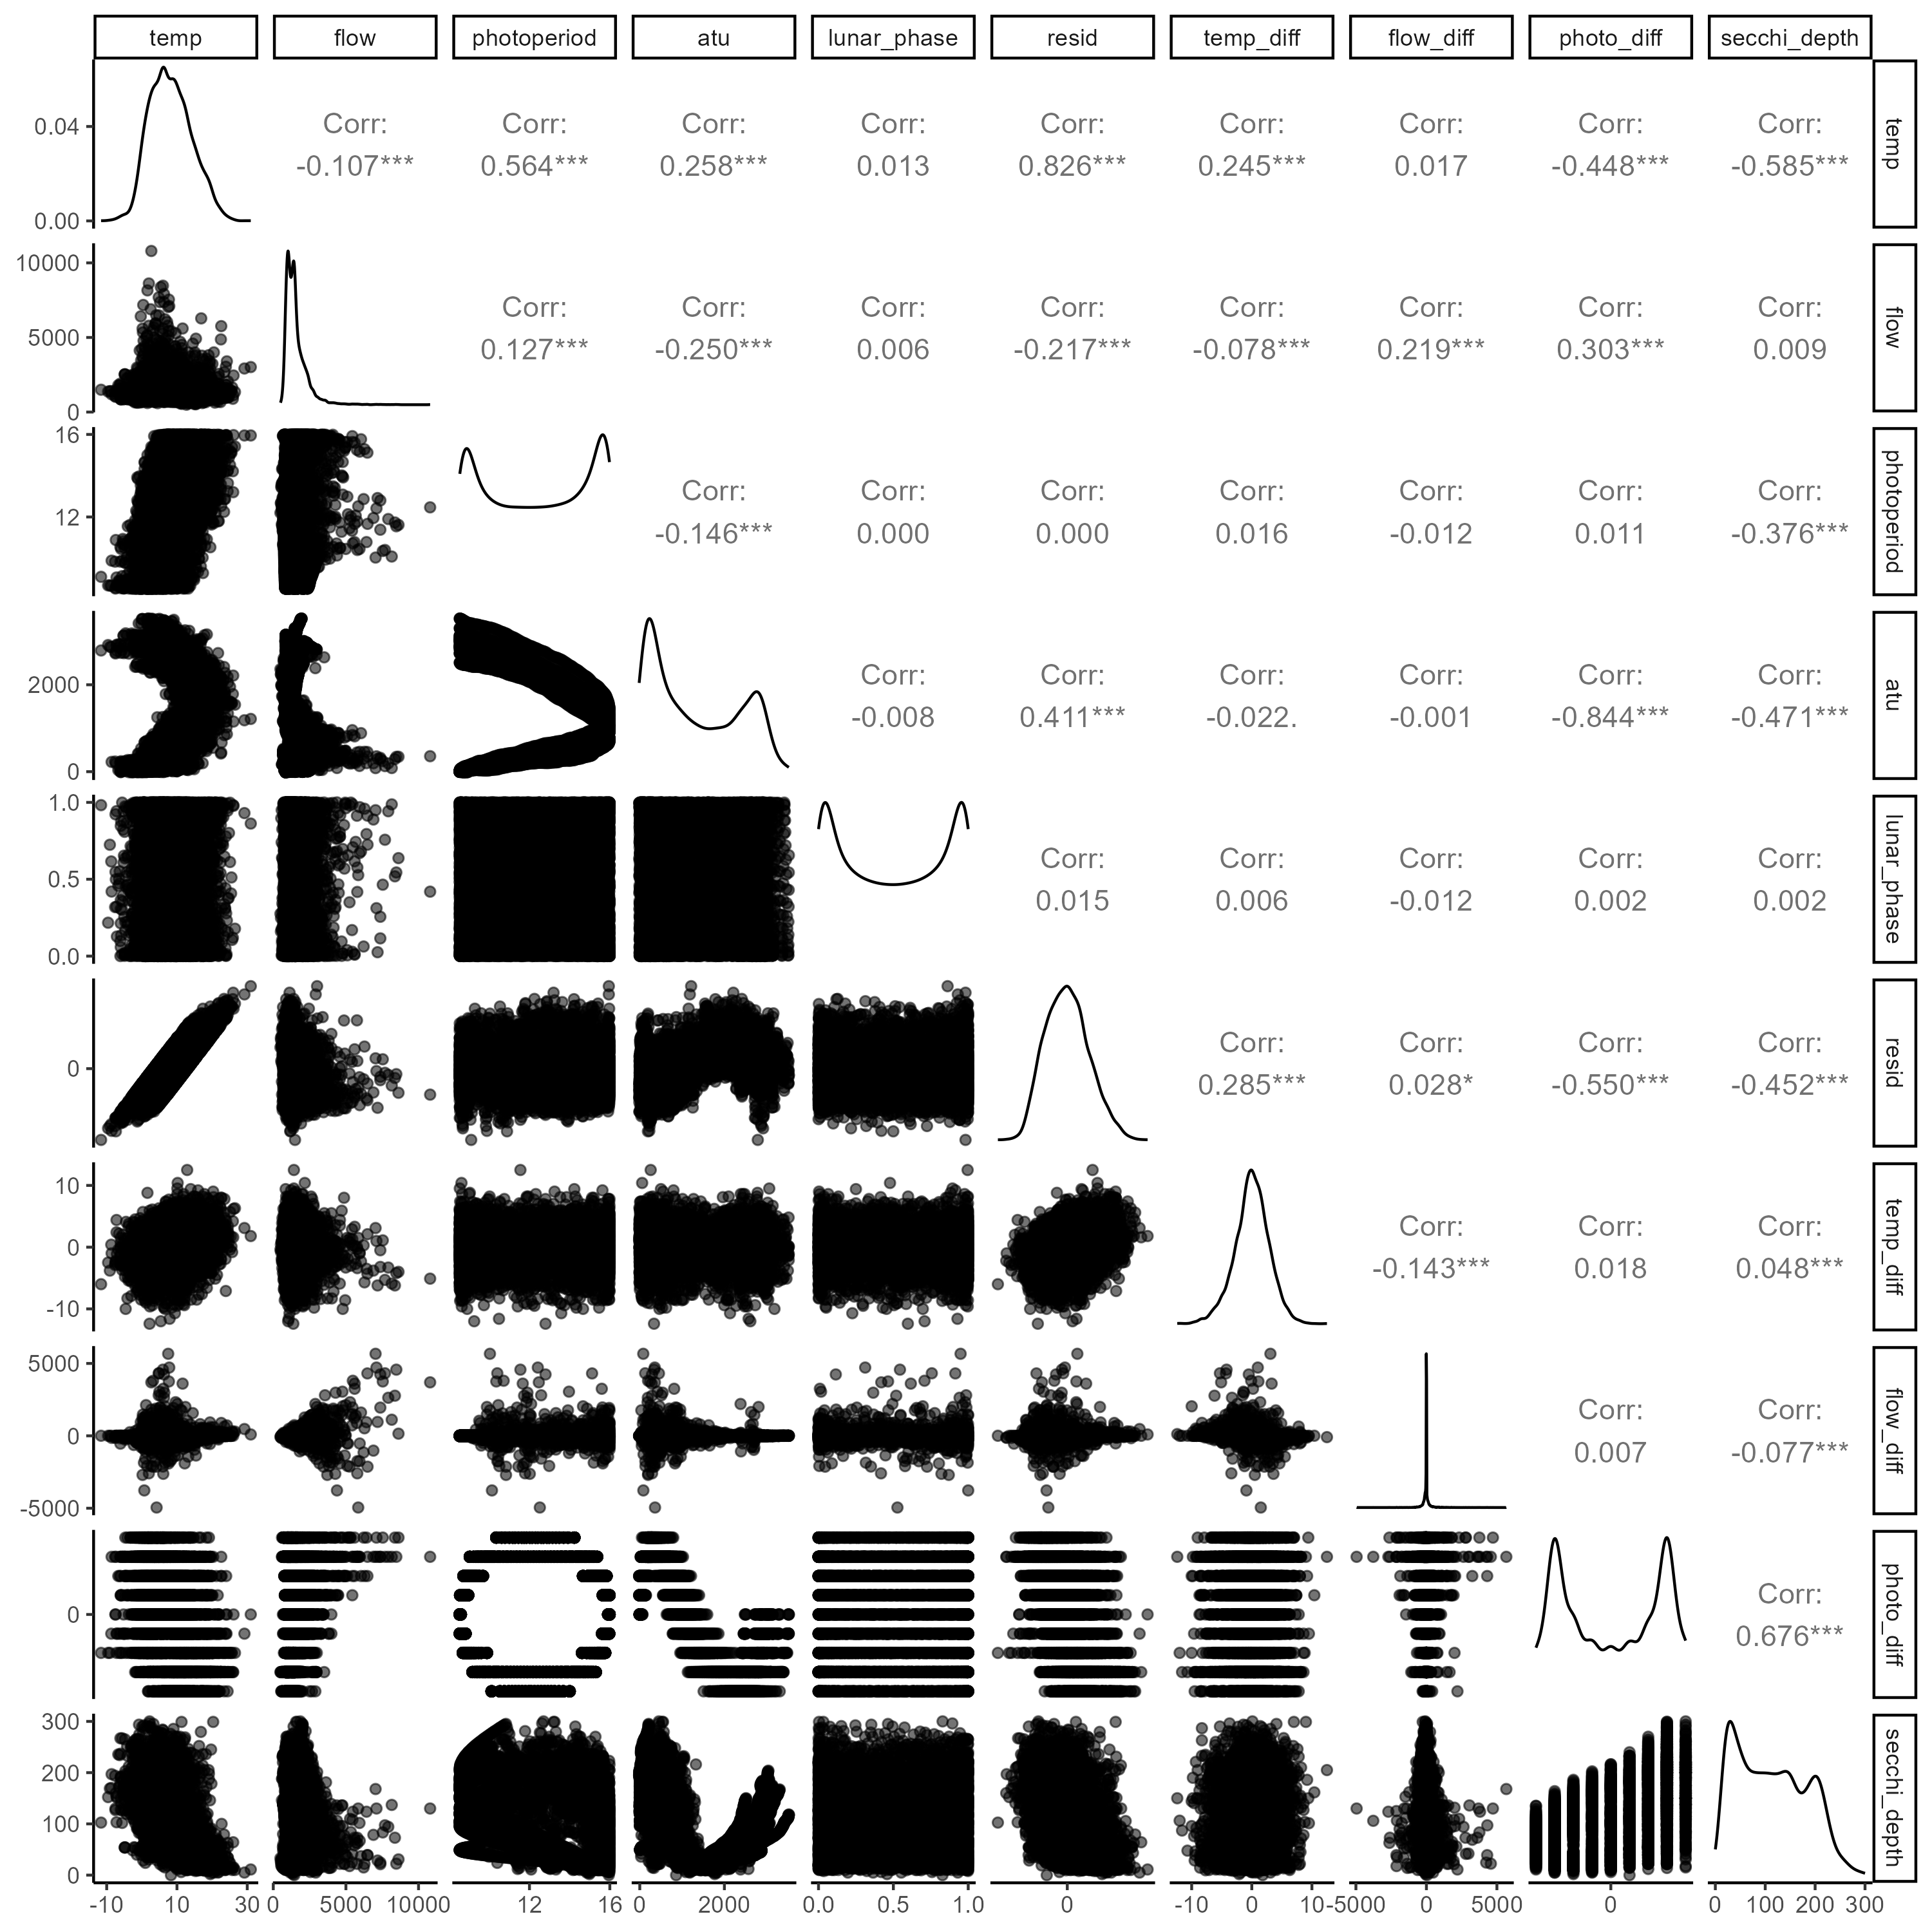 temp flow photoperiod atu lunar_phase resid temp_diff flow_diff photo_diff secchi_depth
0.04
0.00
Corr: Corr: Corr: Corr: Corr: Corr: Corr: Corr: Corr:
-0.107*** 0.564*** 0.258*** 0.013 0.826*** 0.245*** 0.017 -0.448*** -0.585***
temp
10000
5000
0
Corr: Corr: Corr: Corr: Corr: Corr: Corr: Corr:
0.127*** -0.250*** 0.006 -0.217*** -0.078*** 0.219*** 0.303*** 0.009
flow
16
12
Corr: Corr: Corr: Corr: Corr: Corr: Corr:
-0.146*** 0.000 0.000 0.016 -0.012 0.011 -0.376***
photoperiod
2000
0
Corr: Corr: Corr: Corr: Corr: Corr:
-0.008 0.411*** -0.022. -0.001 -0.844*** -0.471***
atu
1.0
0.5
0.0
Corr: Corr: Corr: Corr: Corr:
0.015 0.006 -0.012 0.002 0.002
lunar_phase
0
Corr: Corr: Corr: Corr:
0.285*** 0.028* -0.550*** -0.452***
resid
10
0
-10
Corr: Corr: Corr:
-0.143*** 0.018 0.048***
temp_diff
5000
0
-5000
Corr: Corr:
0.007 -0.077***
flow_diff
0
Corr:
0.676***
photo_diff
300
200
100
0
secchi_depth
-10 10 30 0 5000 10000 12 16 0 2000 0.0 0.5 1.0 0 -10 0 10 -5000 0 5000 0 0 100 200 300